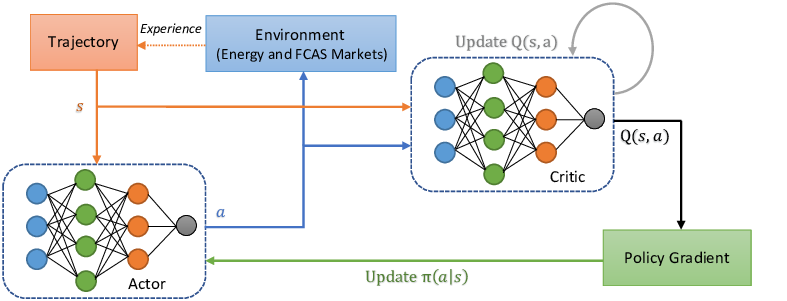 Trajectory
Experience
Environment
(Energy and FCAS Markets)
Update Q(s,a)
s
Critic
Q(s,a)
a
Actor
Update π(a|s)
Policy Gradient